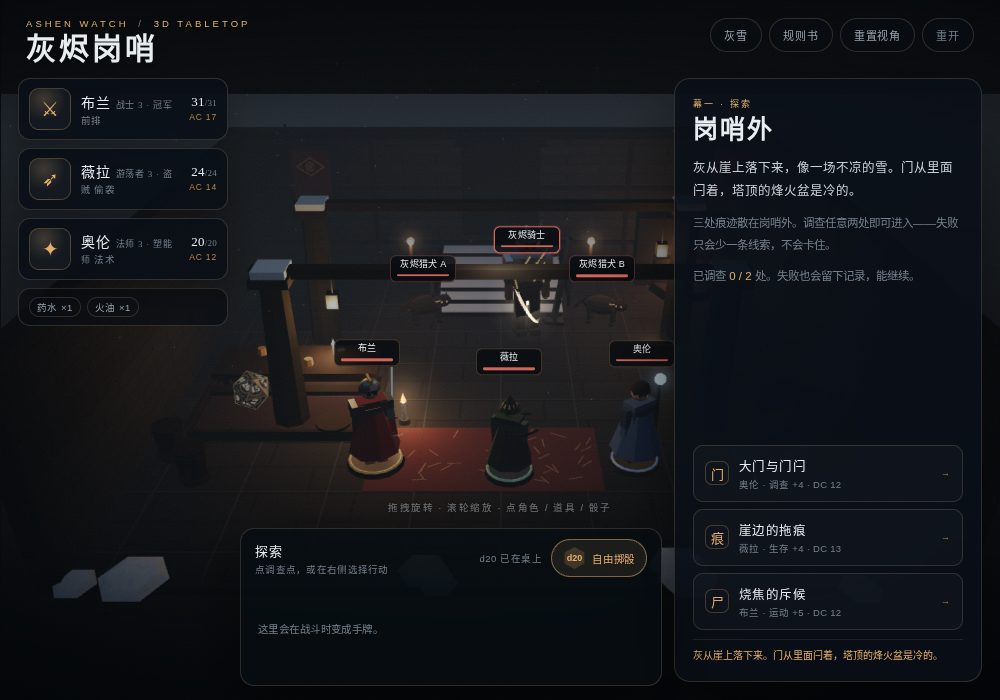 ASHEN WATCH / 3D TABLETOP
灰烬岗哨
灰雪
规则书
重置视角
重开
布兰 战士 3 · 冠军
前排
31/31
AC 17
薇拉 游荡者 3 · 盗
贼 偷袭
24/24
AC 14
奥伦 法师 3 · 塑能
师 法术
20/20
AC 12
药水 ×1
火油 ×1
灰烬骑士
灰烬猎犬 A
灰烬猎犬 B
布兰
薇拉
奥伦
拖拽旋转 · 滚轮缩放 · 点角色 / 道具 / 骰子
探索
点调查点，或在右侧选择行动
d20 已在桌上
d20 自由掷骰
这里会在战斗时变成手牌。
幕一 · 探索
岗哨外
灰从崖上落下来，像一场不凉的雪。门从里面
闩着，塔顶的烽火盆是冷的。
三处痕迹散在岗哨外。调查任意两处即可进入——失败
只会少一条线索，不会卡住。
已调查 0 / 2 处。失败也会留下记录，能继续。
门
大门与门闩
奥伦 · 调查 +4 · DC 12
→
痕
崖边的拖痕
薇拉 · 生存 +4 · DC 13
→
尸
烧焦的斥候
布兰 · 运动 +5 · DC 12
→
灰从崖上落下来。门从里面闩着，塔顶的烽火盆是冷的。